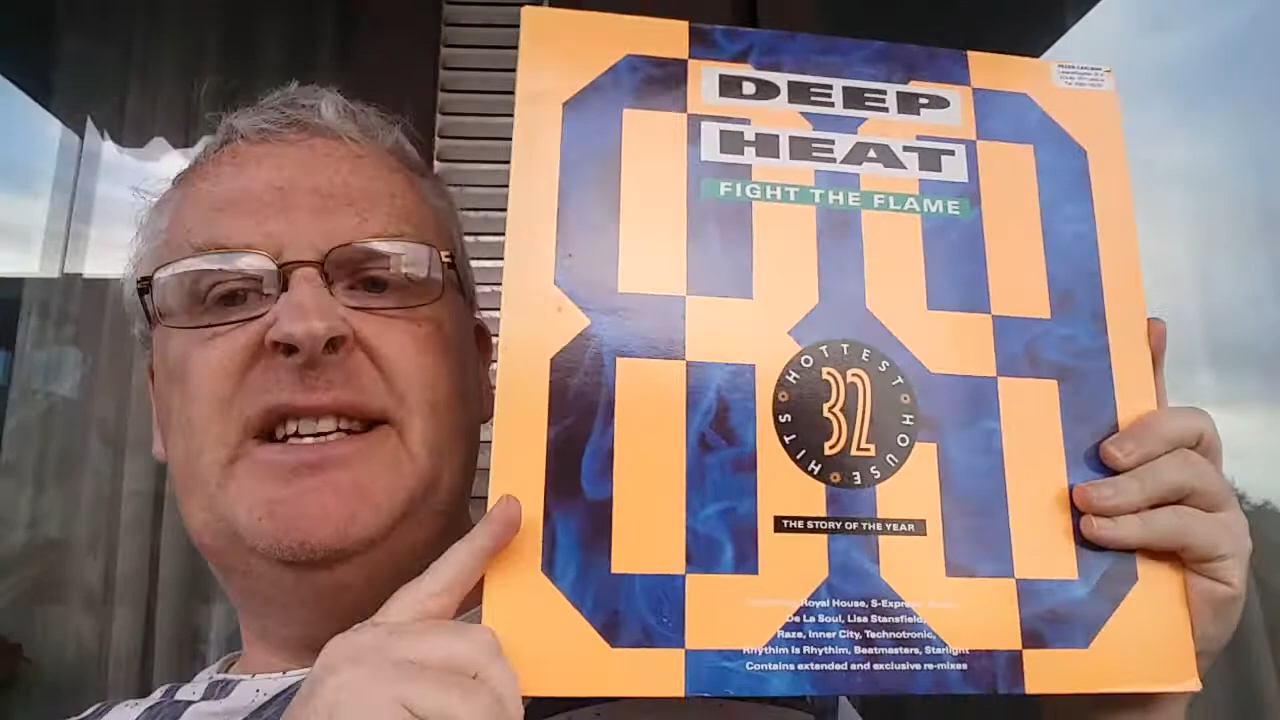 DEEP
HEAT
FIGHT THE FLAME
HOTTEST
32
HOUSE
HITS
THE STORY OF THE YEAR
Royal House, S-Express,
De La Soul, Lisa Stansfield,
Raze, Inner City, Technotronic,
Rhythim Is Rhythim, Beatmasters, Starlight
Contains extended and exclusive re-mixes